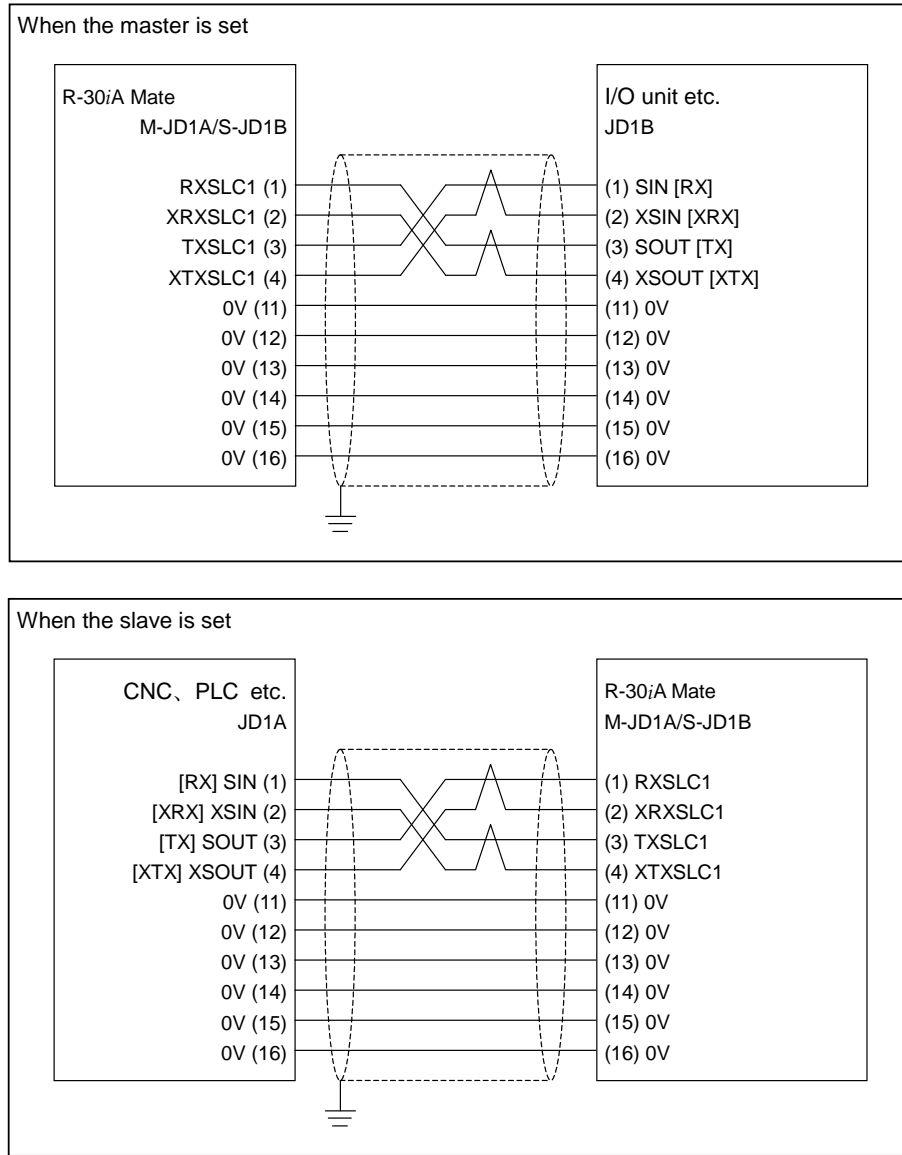 When the master is set
R-30iA Mate
M-JD1A/S-JD1B
RXSLC1 (1)
XRXSLC1 (2)
TXSLC1 (3)
XTXSLC1 (4)
0V (11)
0V (12)
0V (13)
0V (14)
0V (15)
0V (16)
I/O unit etc.
JD1B
(1) SIN [RX]
(2) XSIN [XRX]
(3) SOUT [TX]
(4) XSOUT [XTX]
(11) 0V
(12) 0V
(13) 0V
(14) 0V
(15) 0V
(16) 0V
When the slave is set
CNC、PLC etc.
JD1A
[RX] SIN (1)
[XRX] XSIN (2)
[TX] SOUT (3)
[XTX] XSOUT (4)
0V (11)
0V (12)
0V (13)
0V (14)
0V (15)
0V (16)
R-30iA Mate
M-JD1A/S-JD1B
(1) RXSLC1
(2) XRXSLC1
(3) TXSLC1
(4) XTXSLC1
(11) 0V
(12) 0V
(13) 0V
(14) 0V
(15) 0V
(16) 0V